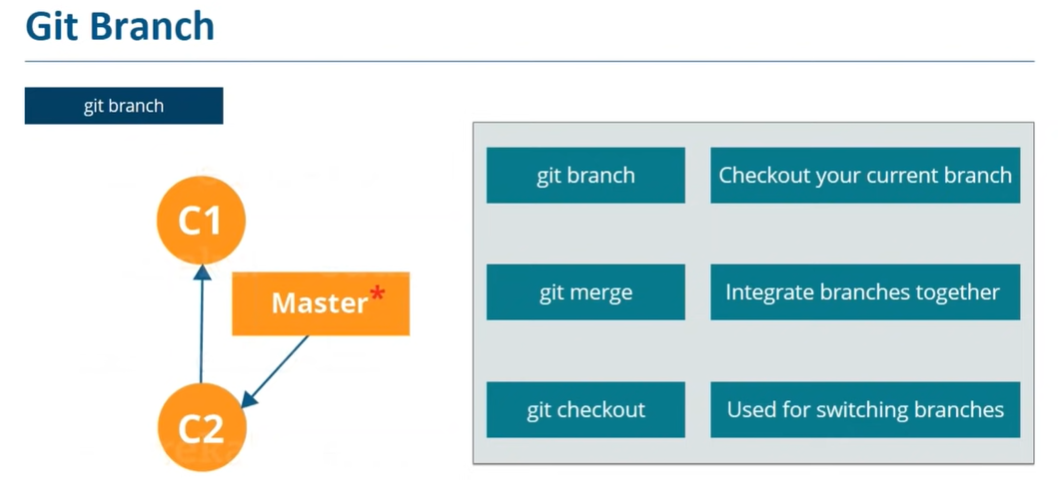 Git Branch
git branch
C1
Master*
C2
git branch
Checkout your current branch
git merge
Integrate branches together
git checkout
Used for switching branches